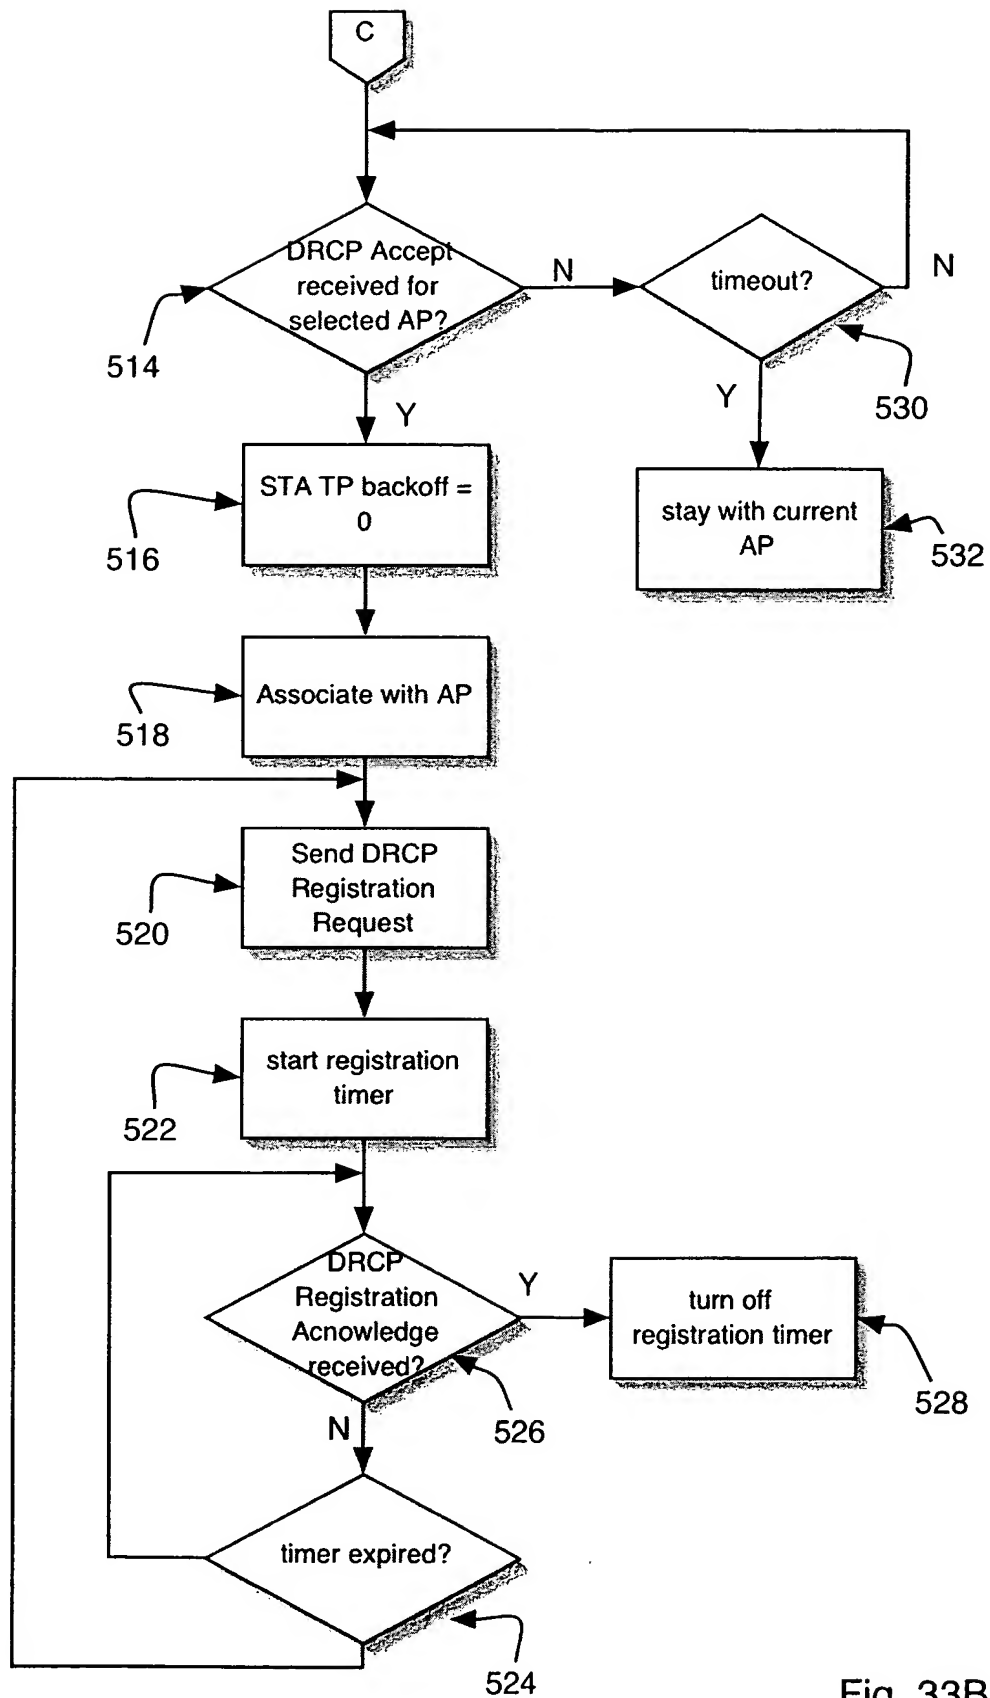 C
DRCP Accept
received for
selected AP?
N
timeout?
N
514
Y
Y
530
STA TP backoff =
0
516
stay with current
AP
532
Associate with AP
518
Send DRCP
Registration
Request
520
start registration
timer
522
DRCP
Registration
Acnowledge
received?
Y
turn off
registration timer
528
526
N
timer expired?
524
Fig. 33B